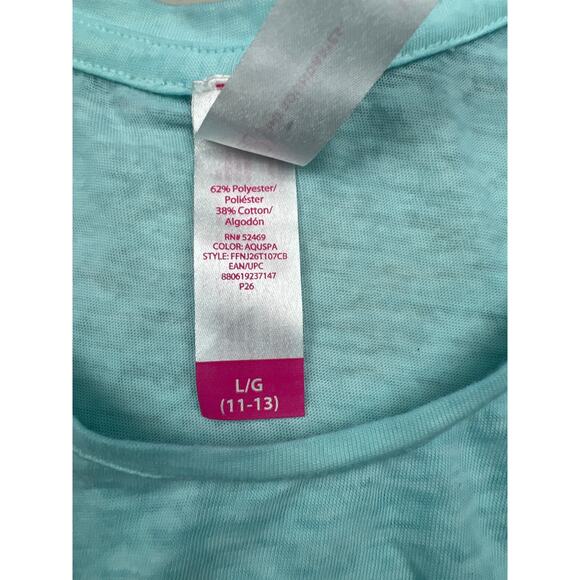 62% Polyester/
Poliéster
38% Cotton/
Algodón
RN# 52469
COLOR: AQUSPA
STYLE: FFNJ26T107CB
EAN/UPC
880619237147
P26
L/G
(11-13)